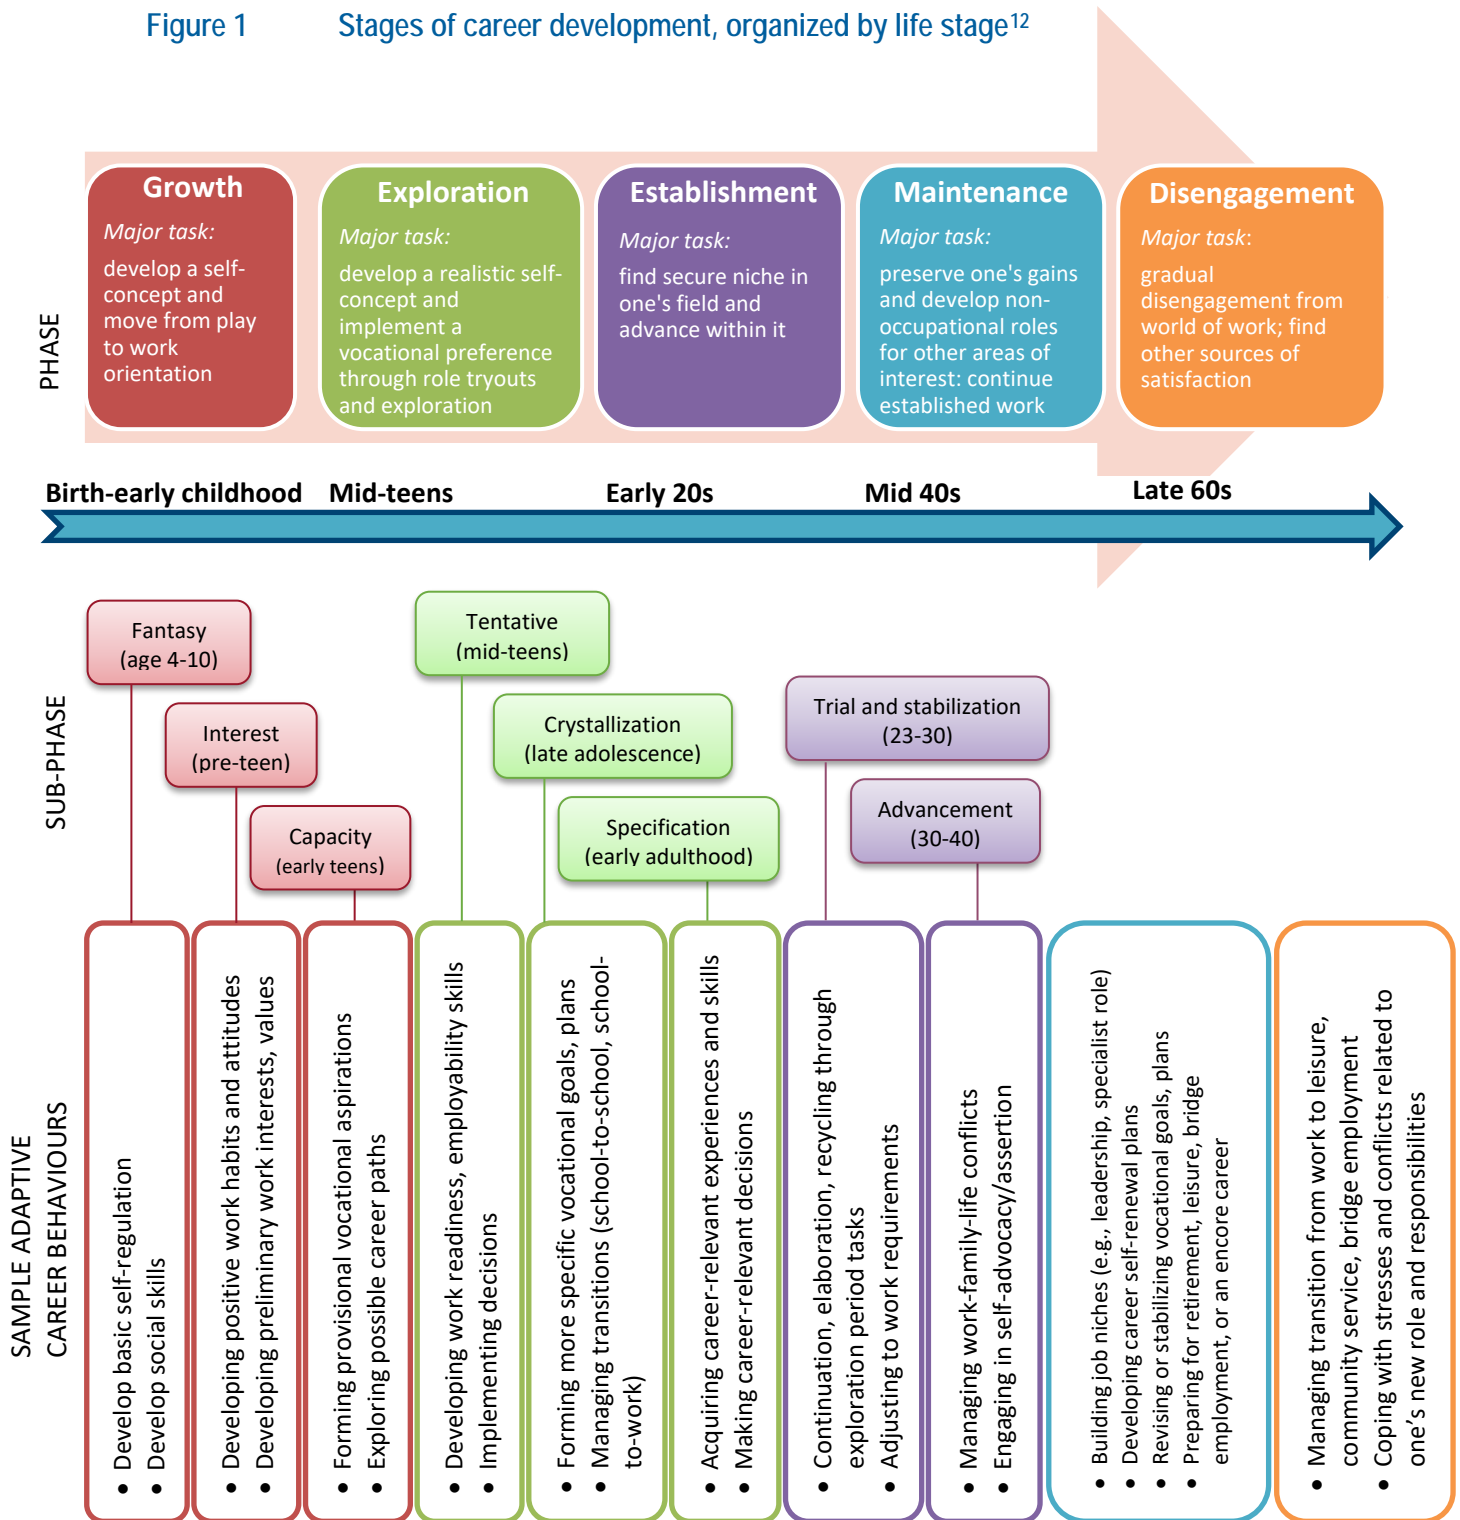 Figure 1 Stages of career development, organized by life stage12
PHASE
Growth
Major task:
develop a self-
concept and
move from play
to work
orientation
Exploration
Major task:
develop a realistic self-
concept and
implement a
vocational preference
through role tryouts
and exploration
Establishment
Major task:
find secure niche in
one's field and
advance within it
Maintenance
Major task:
preserve one's gains
and develop non-
occupational roles
for other areas of
interest: continue
established work
Disengagement
Major task:
gradual
disengagement from
world of work; find
other sources of
satisfaction
Birth-early childhood
Mid-teens
Early 20s
Mid 40s
Late 60s
SUB-PHASE
Fantasy
(age 4-10)
Interest
(pre-teen)
Capacity
(early teens)
Tentative
(mid-teens)
Crystallization
(late adolescence)
Specification
(early adulthood)
Trial and stabilization
(23-30)
Advancement
(30-40)
SAMPLE ADAPTIVE
CAREER BEHAVIOURS
• Develop basic self-regulation
• Develop social skills
• Developing positive work habits and attitudes
• Developing preliminary work interests, values
• Forming provisional vocational aspirations
• Exploring possible career paths
• Developing work readiness, employability skills
• Implementing decisions
• Forming more specific vocational goals, plans
• Managing transitions (school-to-school, school-
to-work)
• Acquiring career-relevant experiences and skills
• Making career-relevant decisions
• Continuation, elaboration, recycling through
exploration period tasks
• Adjusting to work requirements
• Managing work-family-life conflicts
• Engaging in self-advocacy/assertion
• Building job niches (e.g., leadership, specialist role)
• Developing career self-renewal plans
• Revising or stabilizing vocational goals, plans
• Preparing for retirement, leisure, bridge
employment, or an encore career
• Managing transition from work to leisure,
community service, bridge employment
• Coping with stresses and conflicts related to
one's new role and responsibilities